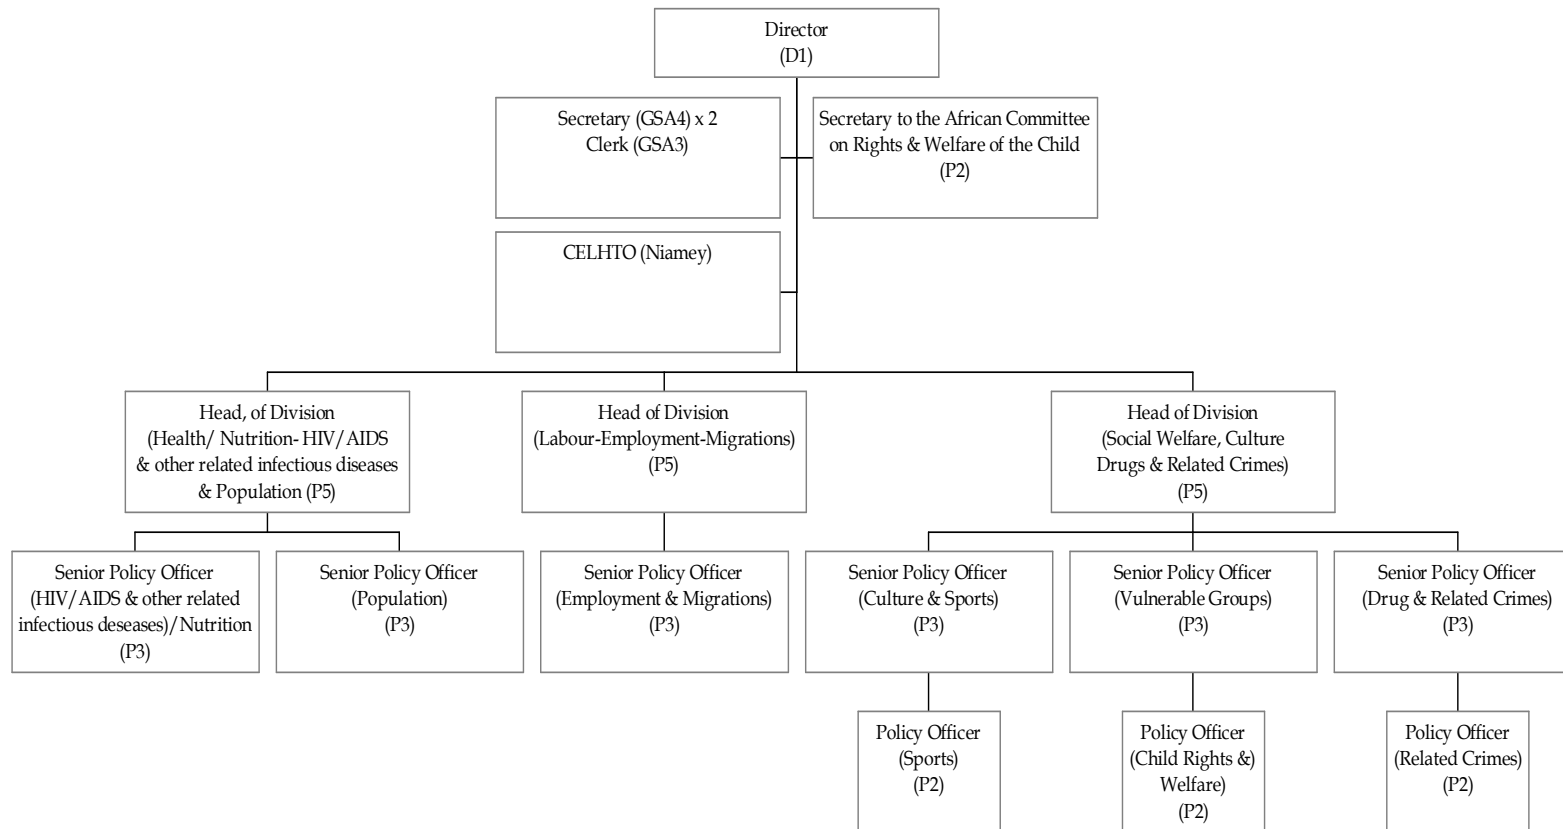 Director
(D1)
Secretary (GSA4) x 2
Clerk (GSA3)
Secretary to the African Committee
on Rights & Welfare of the Child
(P2)
CELHTO (Niamey)
Head, of Division
(Health/ Nutrition- HIV/AIDS
& other related infectious diseases
& Population (P5)
Head of Division
(Labour-Employment-Migrations)
(P5)
Head of Division
(Social Welfare, Culture
Drugs & Related Crimes)
(P5)
Senior Policy Officer
(HIV/AIDS & other related
infectious deseases)/Nutrition
(P3)
Senior Policy Officer
(Population)
(P3)
Senior Policy Officer
(Employment & Migrations)
(P3)
Senior Policy Officer
(Culture & Sports)
(P3)
Senior Policy Officer
(Vulnerable Groups)
(P3)
Senior Policy Officer
(Drug & Related Crimes)
(P3)
Policy Officer
(Sports)
(P2)
Policy Officer
(Child Rights &)
Welfare)
(P2)
Policy Officer
(Related Crimes)
(P2)